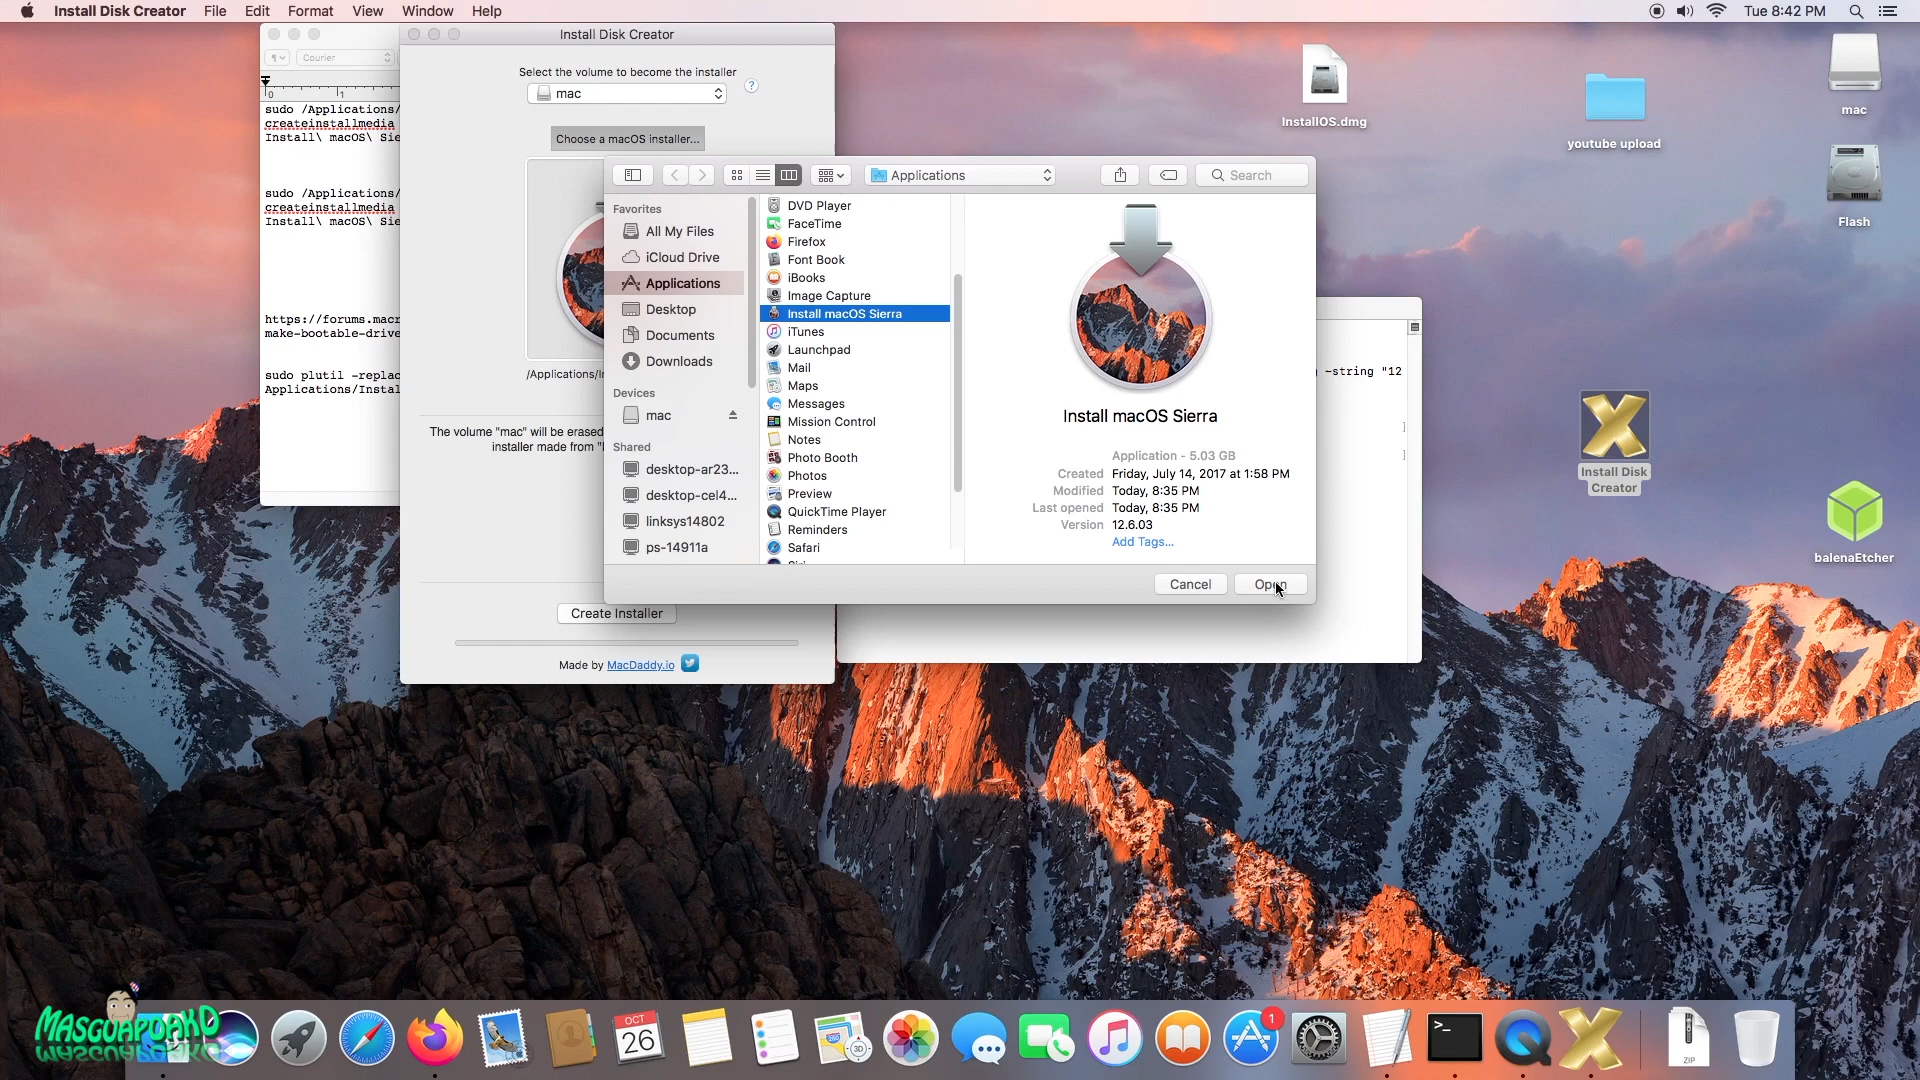 Install Disk Creator File Edit Format View Window Help
Tue 8:42 PM
Courier
0 1
sudo /Applications/
createinstallmedia
Install\ macOS\ Sie
sudo /Applications/
createinstallmedia
Install\ macOS\ Sie
https://forums.macr
make-bootable-drive
sudo plutil -replac
Applications/Instal
Install Disk Creator
Select the volume to become the installer
mac
?
Choose a macOS installer...
/Applications/In
The volume "mac" will be erased
installer made from "I
Create Installer
Made by MacDaddy.io
Applications
Search
Favorites
All My Files
iCloud Drive
Applications
Desktop
Documents
Downloads
Devices
mac
Shared
desktop-ar23...
desktop-cel4...
linksys14802
ps-14911a
DVD Player
FaceTime
Firefox
Font Book
iBooks
Image Capture
Install macOS Sierra
iTunes
Launchpad
Mail
Maps
Messages
Mission Control
Notes
Photo Booth
Photos
Preview
QuickTime Player
Reminders
Safari
Install macOS Sierra
Application - 5.03 GB
Created Friday, July 14, 2017 at 1:58 PM
Modified Today, 8:35 PM
Last opened Today, 8:35 PM
Version 12.6.03
Add Tags...
Cancel
Open
-string "12
]
]
InstallOS.dmg
youtube upload
mac
Flash
Install Disk
Creator
balenaEtcher
MASGUAPOAKO
OCT
26
280
3D
1
>_
ZIP